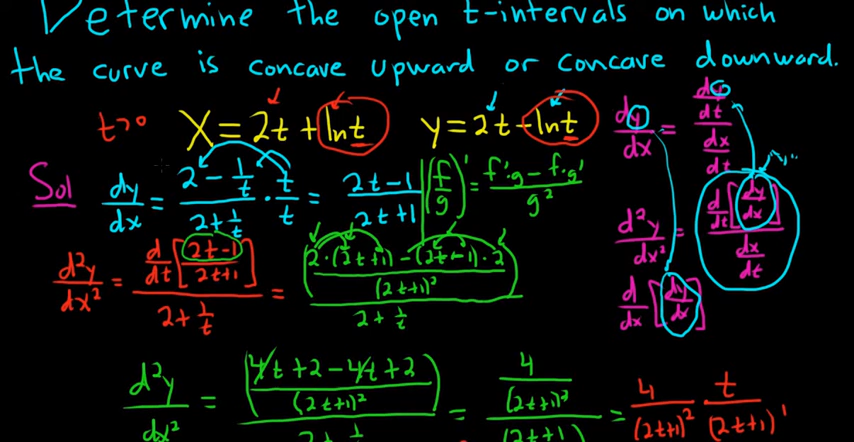 Determine the open t-intervals on which
the curve is concave upward or concave downward.
t>0 X = 2t + ln t y = 2t - ln t
dy/dx = (dy/dt)/(dx/dt)
Sol dy/dx = (2 - 1/t)/(2 + 1/t) · t/t = (2t-1)/(2t+1)
(f/g)' = (f'g - f·g')/g²
d²y/dx² = (d/dt[dy/dx])/(dx/dt)
d/dx [dy/dx]
d²y/dx² = (d/dt[(2t-1)/(2t+1)])/(2 + 1/t) = ((2·(2t+1) - (2t-1)·2)/(2t+1)²)/(2 + 1/t)
d²y/dx² = ((4t+2-4t+2)/(2t+1)²)/(2 + 1/t) = (4/(2t+1)²)/(2t+1) = 4/(2t+1)² t/(2t+1)'